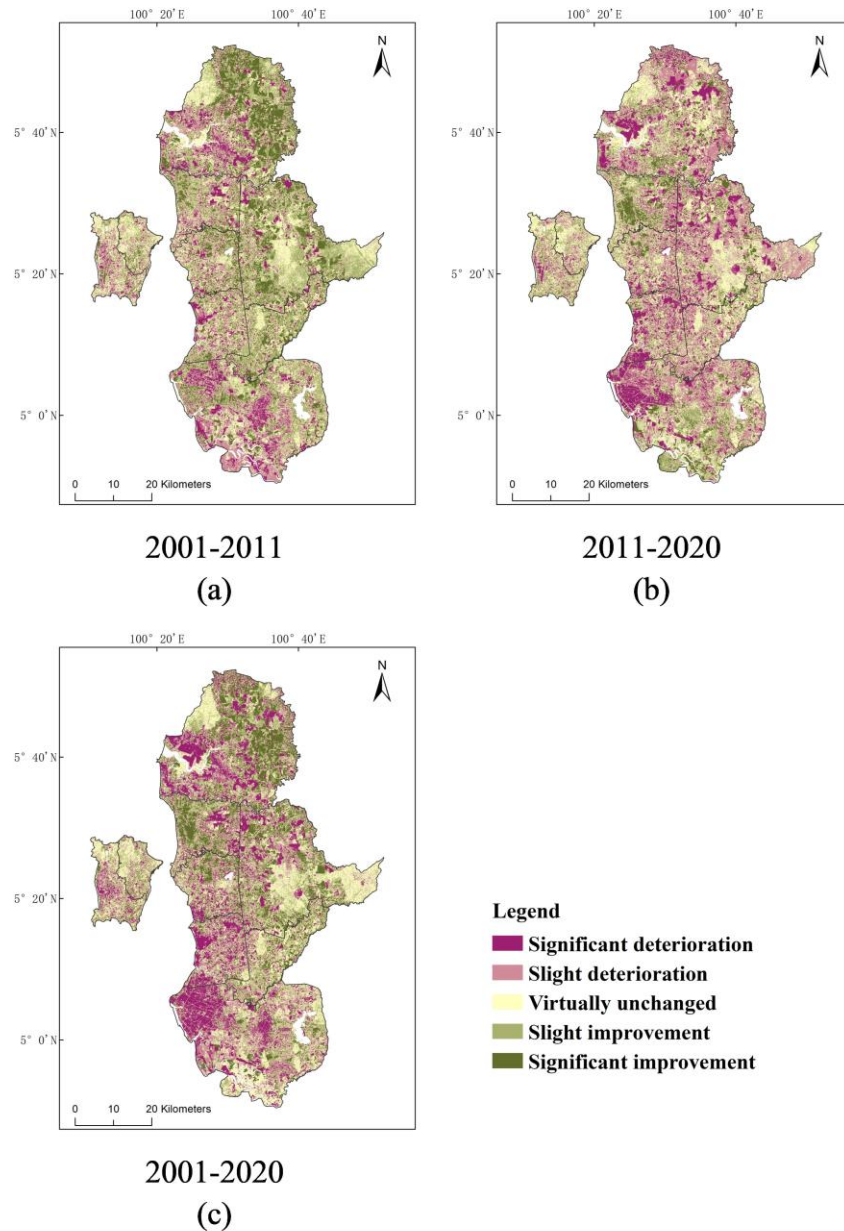 100° 20′E 100° 40′E
N
5° 40′N
5° 20′N
5° 0′N
0 10 20 Kilometers
2001-2011
(a)
100° 20′E 100° 40′E
N
5° 40′N
5° 20′N
5° 0′N
0 10 20 Kilometers
2011-2020
(b)
100° 20′E 100° 40′E
N
5° 40′N
5° 20′N
5° 0′N
0 10 20 Kilometers
2001-2020
(c)
Legend
Significant deterioration
Slight deterioration
Virtually unchanged
Slight improvement
Significant improvement